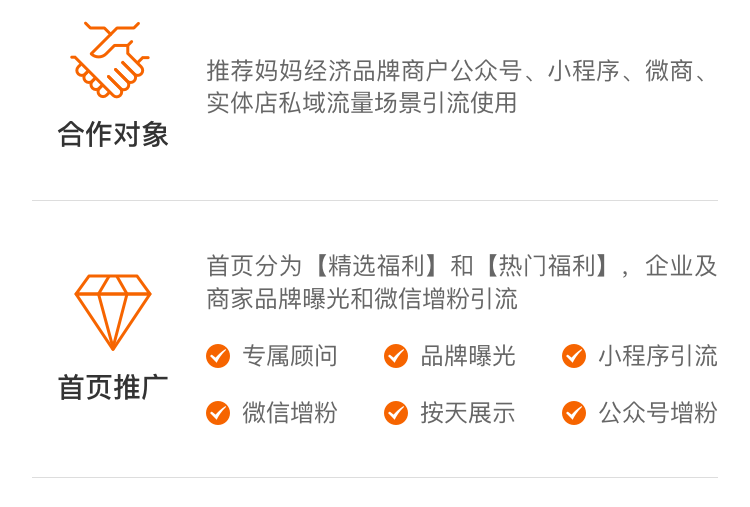 推荐妈妈经济品牌商户公众号、小程序、微商、
实体店私域流量场景引流使用
合作对象
首页分为【精选福利】和【热门福利】，企业及
商家品牌曝光和微信增粉引流
首页推广
专属顾问 品牌曝光 小程序引流
微信增粉 按天展示 公众号增粉